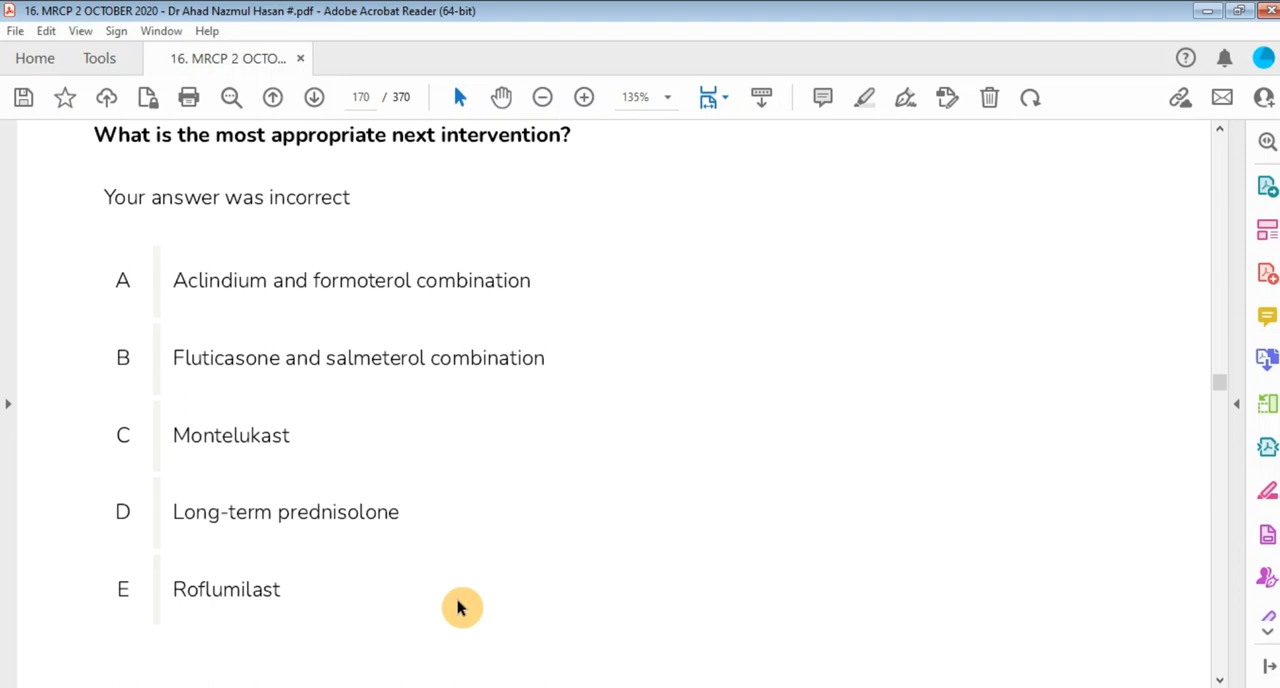 16. MRCP 2 OCTOBER 2020 - Dr Ahad Nazmul Hasan #.pdf - Adobe Acrobat Reader (64-bit)
File Edit View Sign Window Help
Home Tools 16. MRCP 2 OCTO... ×
170 / 370 135%
What is the most appropriate next intervention?
Your answer was incorrect
A Aclindium and formoterol combination
B Fluticasone and salmeterol combination
C Montelukast
D Long-term prednisolone
E Roflumilast